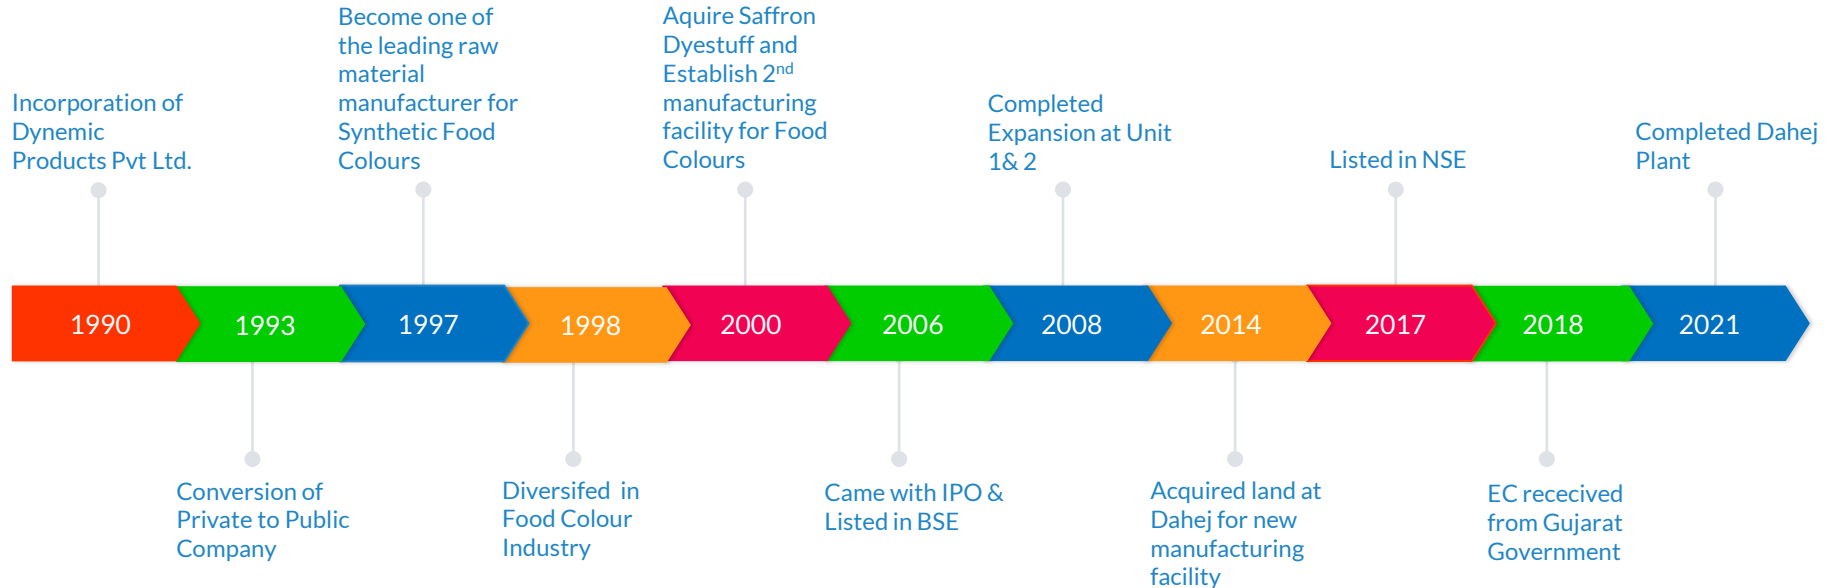 Incorporation of
Dynemic
Products Pvt Ltd.
Become one of
the leading raw
material
manufacturer for
Synthetic Food
Colours
Aquire Saffron
Dyestuff and
Establish 2nd
manufacturing
facility for Food
Colours
Completed
Expansion at Unit
1& 2
Listed in NSE
Completed Dahej
Plant
1990
1993
1997
1998
2000
2006
2008
2014
2017
2018
2021
Conversion of
Private to Public
Company
Diversifed in
Food Colour
Industry
Came with IPO &
Listed in BSE
Acquired land at
Dahej for new
manufacturing
facility
EC rececived
from Gujarat
Government